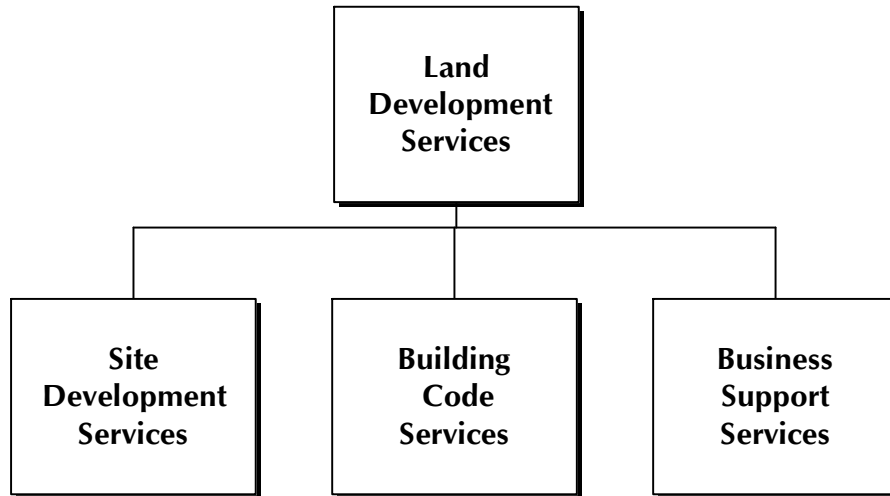 Land
Development
Services
Site
Development
Services
Building
Code
Services
Business
Support
Services